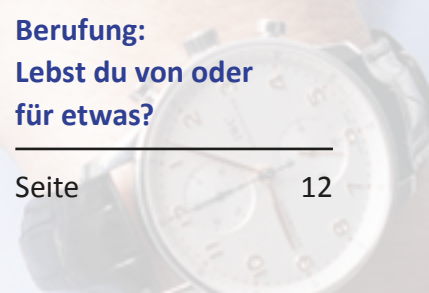 Berufung:
Lebst du von oder
für etwas?
Seite 12